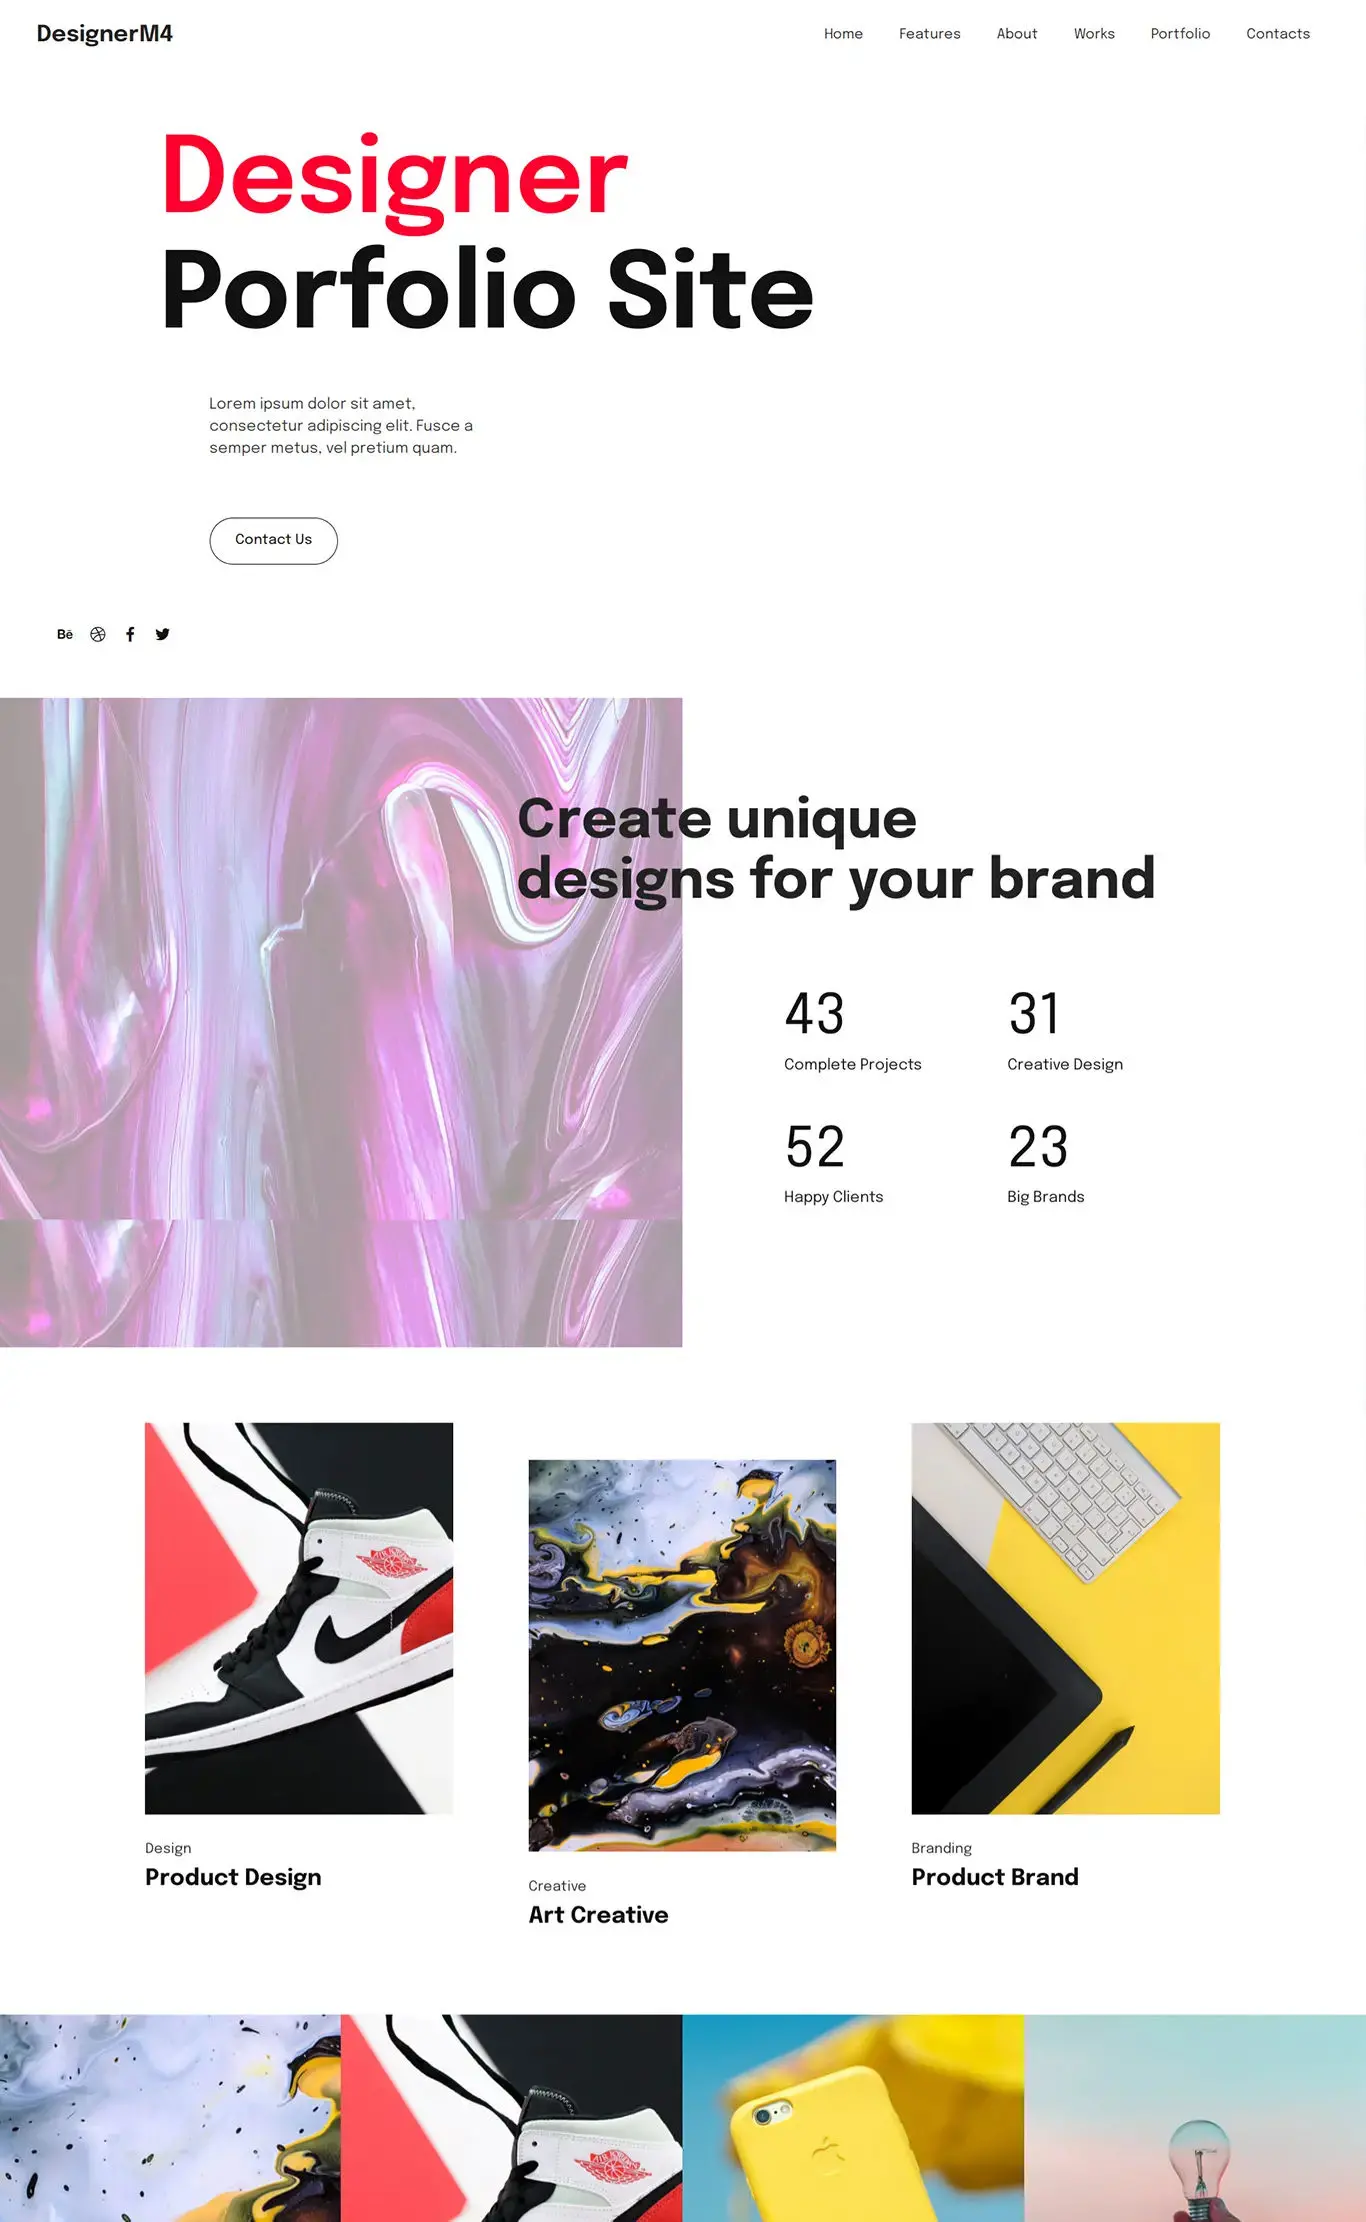 DesignerM4
Home Features About Works Portfolio Contacts
Designer
Porfolio Site
Lorem ipsum dolor sit amet,
consectetur adipiscing elit. Fusce a
semper metus, vel pretium quam.
Contact Us
Bē
Create unique
designs for your brand
43
Complete Projects
31
Creative Design
52
Happy Clients
23
Big Brands
Design
Product Design
Creative
Art Creative
Branding
Product Brand